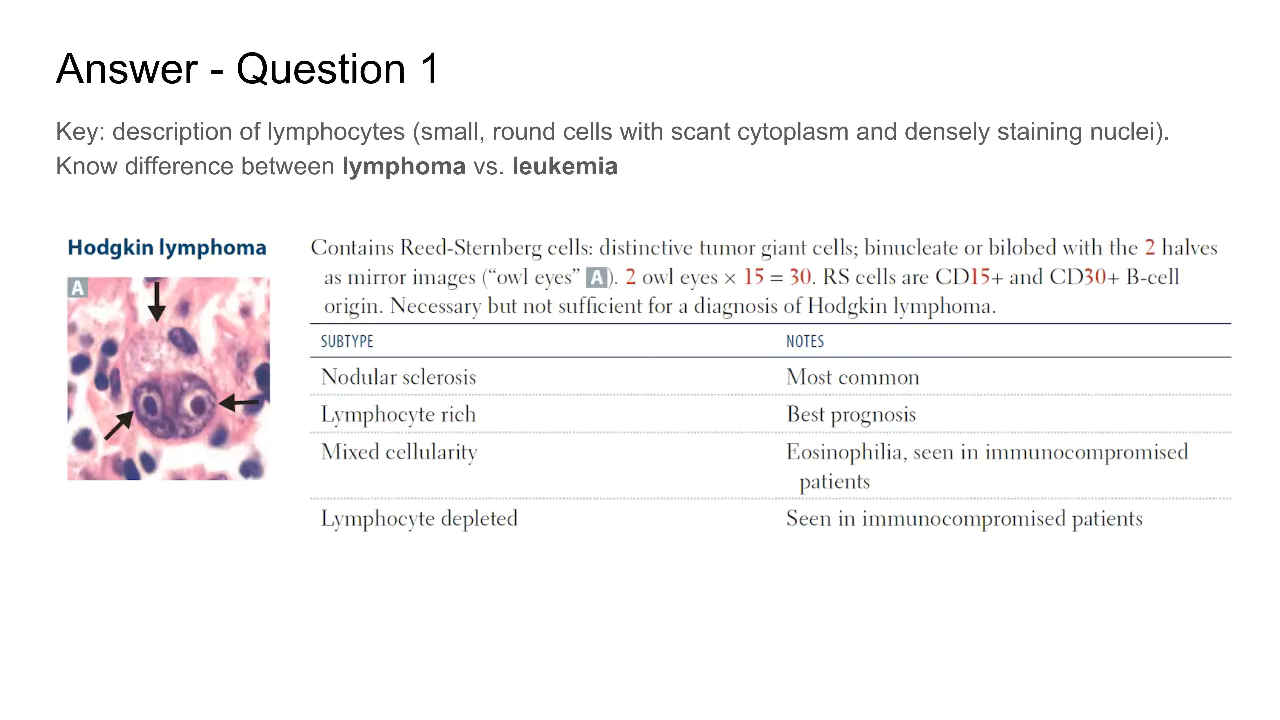 Answer - Question 1
Key: description of lymphocytes (small, round cells with scant cytoplasm and densely staining nuclei).
Know difference between lymphoma vs. leukemia
Hodgkin lymphoma
A
Contains Reed-Sternberg cells: distinctive tumor giant cells; binucleate or bilobed with the 2 halves
as mirror images (“owl eyes” A). 2 owl eyes × 15 = 30. RS cells are CD15+ and CD30+ B-cell
origin. Necessary but not sufficient for a diagnosis of Hodgkin lymphoma.
SUBTYPE NOTES
Nodular sclerosis Most common
Lymphocyte rich Best prognosis
Mixed cellularity Eosinophilia, seen in immunocompromised
patients
Lymphocyte depleted Seen in immunocompromised patients